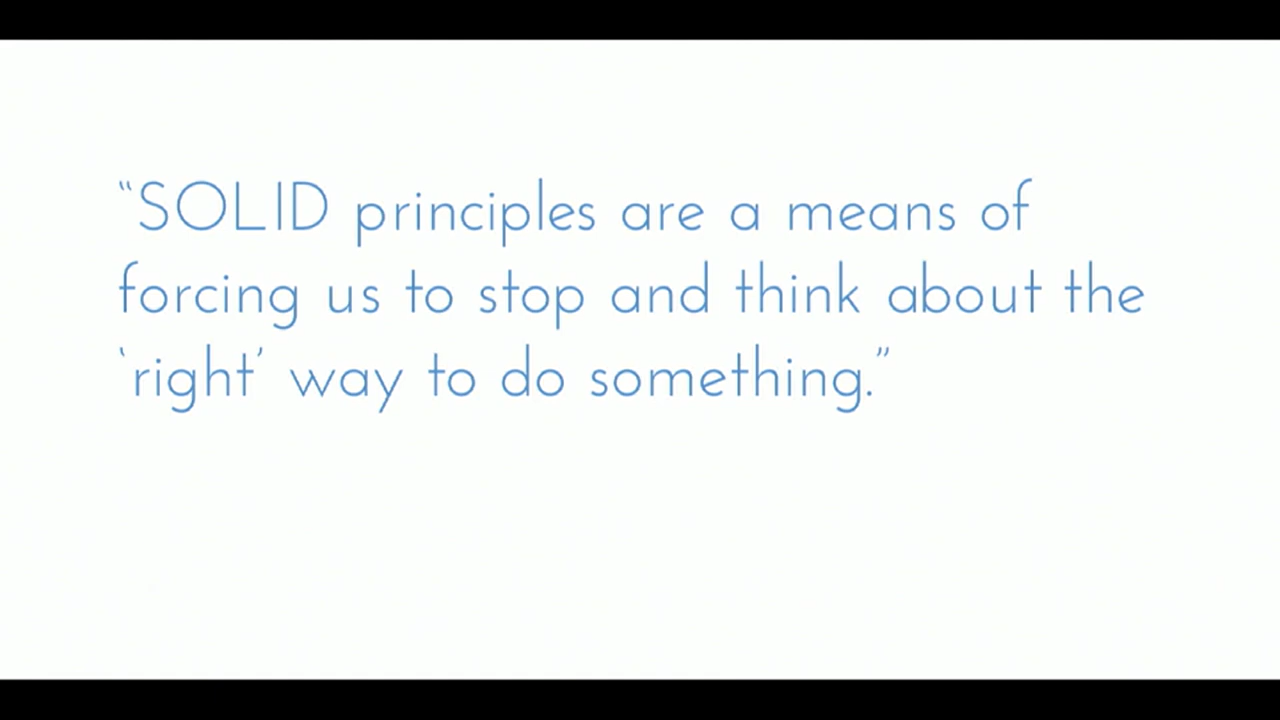 “SOLID principles are a means of
forcing us to stop and think about the
‘right’ way to do something.”